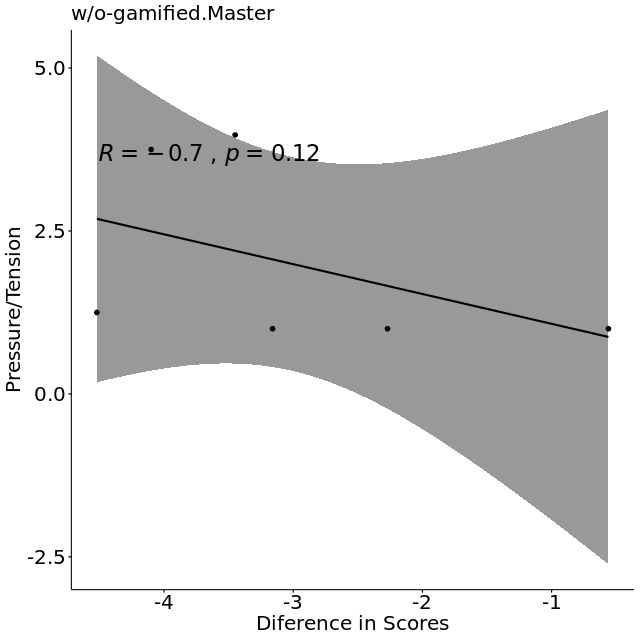 w/o-gamified.Master
5.0
R = −0.7 , p = 0.12
2.5
Pressure/Tension
0.0
-2.5
-4 -3 -2 -1
Diference in Scores